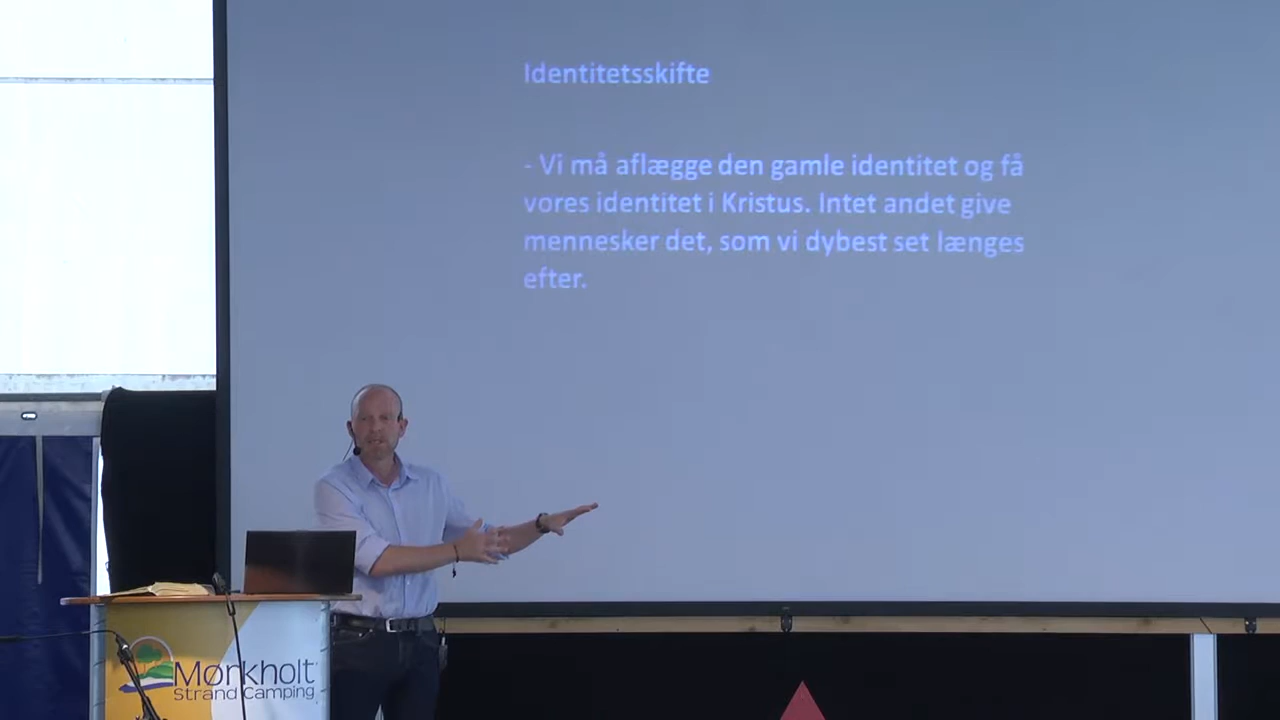 Identitetsskifte
- Vi må aflægge den gamle identitet og få
vores identitet i Kristus. Intet andet give
mennesker det, som vi dybest set længes
efter.
Mørkholt
Strand Camping